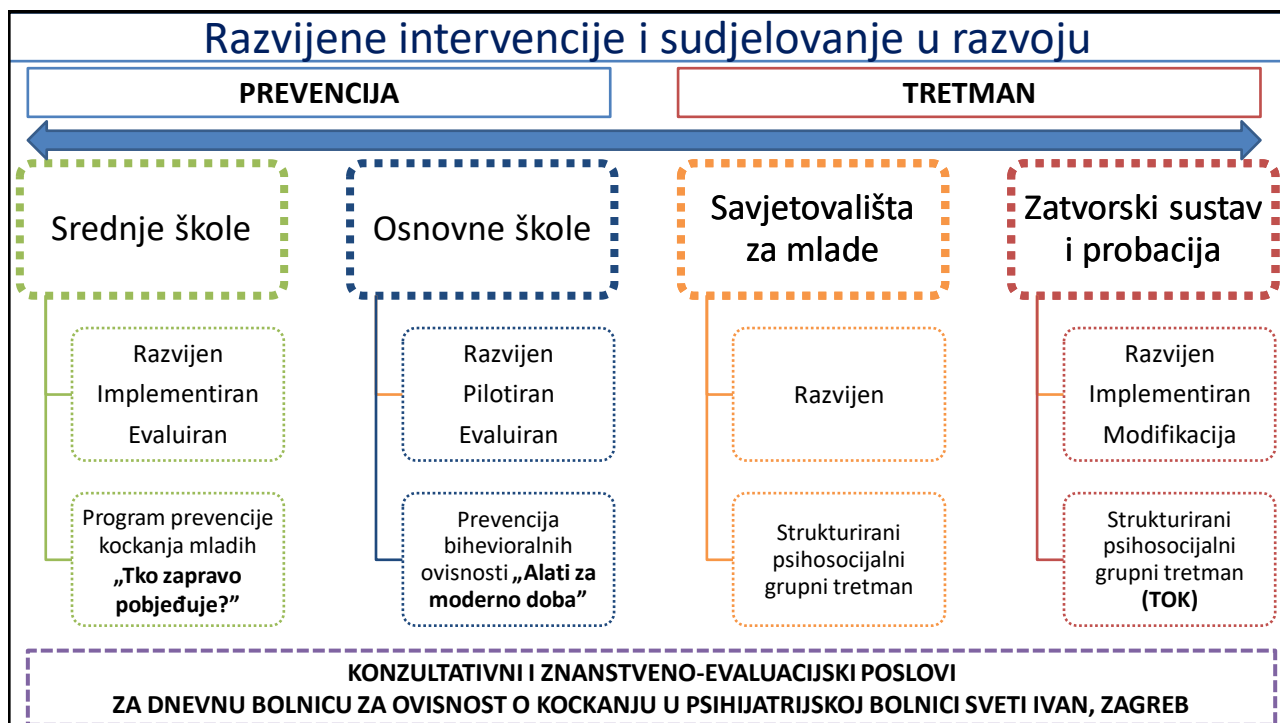 Razvijene intervencije i sudjelovanje u razvoju
PREVENCIJA
TRETMAN
Srednje škole
Razvijen
Implementiran
Evaluiran
Program prevencije
kockanja mladih
„Tko zapravo
pobjeđuje?”
Osnovne škole
Razvijen
Pilotiran
Evaluiran
Prevencija
bihevioralnih
ovisnosti „Alati za
moderno doba”
Savjetovališta
za mlade
Razvijen
Strukturirani
psihosocijalni
grupni tretman
Zatvorski sustav
i probacija
Razvijen
Implementiran
Modifikacija
Strukturirani
psihosocijalni
grupni tretman
(TOK)
KONZULTATIVNI I ZNANSTVENO-EVALUACIJSKI POSLOVI
ZA DNEVNU BOLNICU ZA OVISNOST O KOCKANJU U PSIHIJATRIJSKOJ BOLNICI SVETI IVAN, ZAGREB